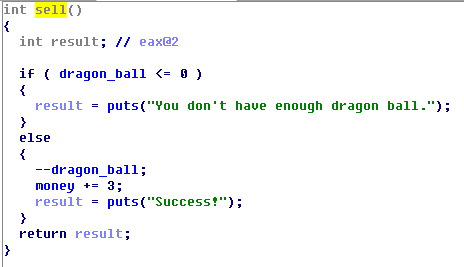 int sell()
{
  int result; // eax@2

  if ( dragon_ball <= 0 )
  {
    result = puts("You don't have enough dragon ball.");
  }
  else
  {
    --dragon_ball;
    money += 3;
    result = puts("Success!");
  }
  return result;
}